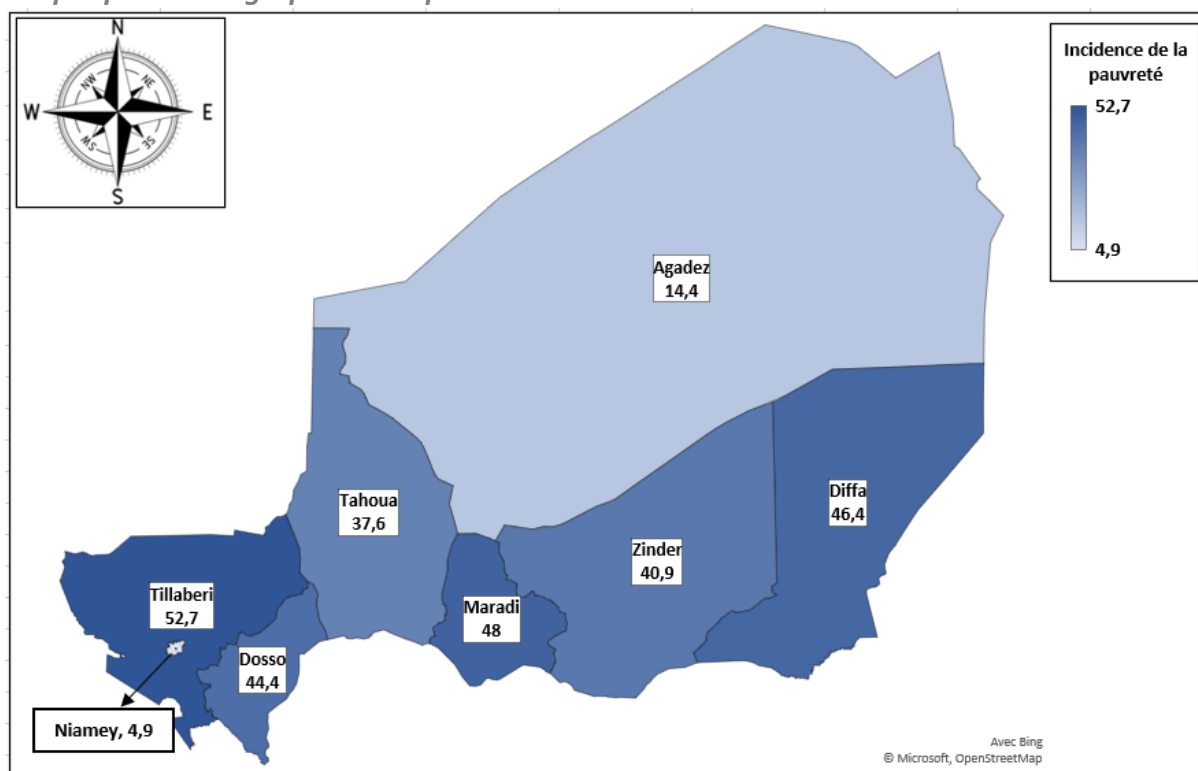 N
NW
NE
W
E
SW
SE
S
Incidence de la
pauvreté
52,7
4,9
Agadez
14,4
Tahoua
37,6
Diffa
46,4
Zinder
40,9
Tillaberi
52,7
Maradi
48
Dosso
44,4
Niamey, 4,9
Avec Bing
© Microsoft, OpenStreetMap